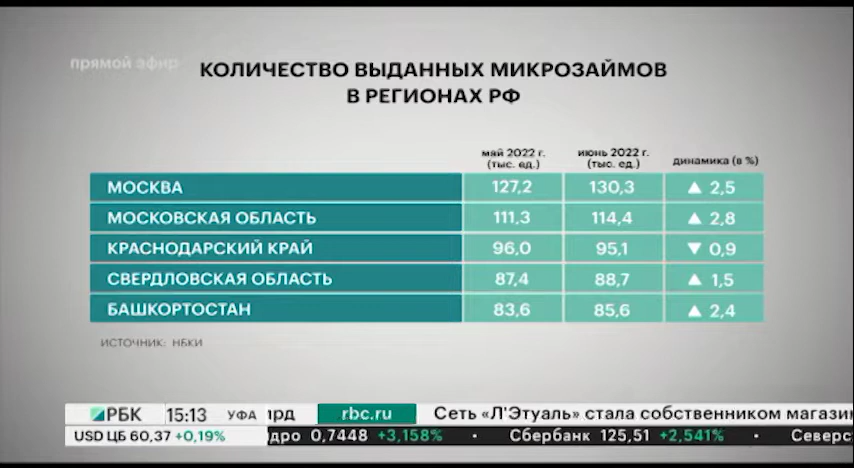 прямой эфир
КОЛИЧЕСТВО ВЫДАННЫХ МИКРОЗАЙМОВ
В РЕГИОНАХ РФ
май 2022 г. июнь 2022 г. динамика (в %)
(тыс. ед.) (тыс. ед.)
МОСКВА 127,2 130,3 ▲ 2,5
МОСКОВСКАЯ ОБЛАСТЬ 111,3 114,4 ▲ 2,8
КРАСНОДАРСКИЙ КРАЙ 96,0 95,1 ▼ 0,9
СВЕРДЛОВСКАЯ ОБЛАСТЬ 87,4 88,7 ▲ 1,5
БАШКОРТОСТАН 83,6 85,6 ▲ 2,4
ИСТОЧНИК: НБКИ
РБК 15:13 УФА рд rbc.ru Сеть «Л'Этуаль» стала собственником магазин
USD ЦБ 60,37 +0,19% дро 0,7448 +3,158% • Сбербанк 125,51 +2,541% • Северс